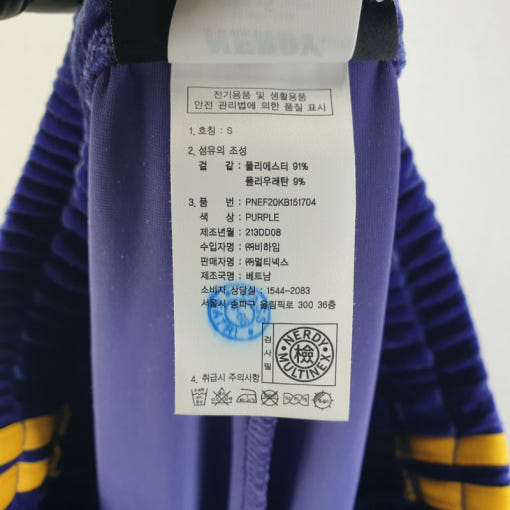 NERDY
전기용품 및 생활용품
안전 관리법에 의한 품질 표시
1. 호칭 : S
2. 섬유의 조성
겉 감 : 폴리에스터 91%
폴리우레탄 9%
3. 품 번 : PNEF20KB151704
색 상 : PURPLE
제조년월 : 213DD08
수입자명 : ㈜비하임
판매자명 : ㈜멀티넥스
제조국명 : 베트남
소비자 상담실 : 1544-2083
서울시 송파구 올림픽로 300 36층
검사필
NERDY
檢
MULTINEX
4. 취급시 주의사항